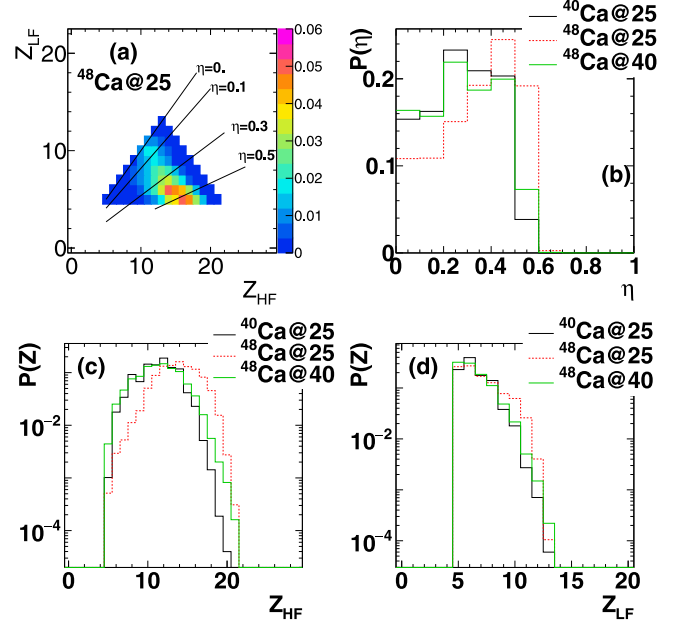 (a)
⁴⁸Ca@25
η=0.
η=0.1
η=0.3
η=0.5
Z_LF
20
10
0
0 10 20
Z_HF
0.06
0.05
0.04
0.03
0.02
0.01
0
P(η)
0.2
0.1
0
⁴⁰Ca@25
⁴⁸Ca@25
⁴⁸Ca@40
(b)
0 0.2 0.4 0.6 0.8 1
η
P(Z)
(c)
⁴⁰Ca@25
⁴⁸Ca@25
⁴⁸Ca@40
10⁻²
10⁻⁴
0 10 20 30
Z_HF
P(Z)
(d)
⁴⁰Ca@25
⁴⁸Ca@25
⁴⁸Ca@40
10⁻²
10⁻⁴
0 5 10 15 20
Z_LF